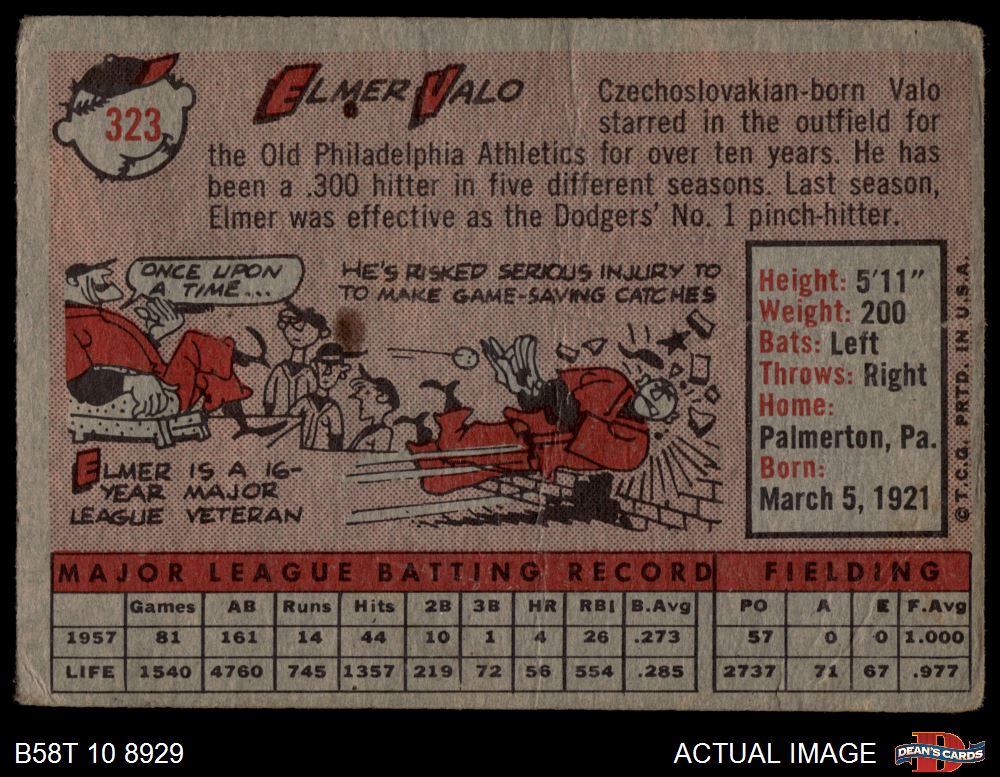 323
ELMER VALO
Czechoslovakian-born Valo
starred in the outfield for
the Old Philadelphia Athletics for over ten years. He has
been a .300 hitter in five different seasons. Last season,
Elmer was effective as the Dodgers' No. 1 pinch-hitter.
ONCE UPON
A TIME...
HE'S RISKED SERIOUS INJURY TO
TO MAKE GAME-SAVING CATCHES
ELMER IS A 16-
YEAR MAJOR
LEAGUE VETERAN
Height: 5'11"
Weight: 200
Bats: Left
Throws: Right
Home:
Palmerton, Pa.
Born:
March 5, 1921
©T.C.G. PRTD. IN U.S.A.
MAJOR LEAGUE BATTING RECORD FIELDING
Games AB Runs Hits 2B 3B HR RBI B.Avg PO A E F.Avg
1957 81 161 14 44 10 1 4 26 .273 57 0 0 1.000
LIFE 1540 4760 745 1357 219 72 56 554 .285 2737 71 67 .977
B58T 10 8929
ACTUAL IMAGE
D
DEAN'S CARDS